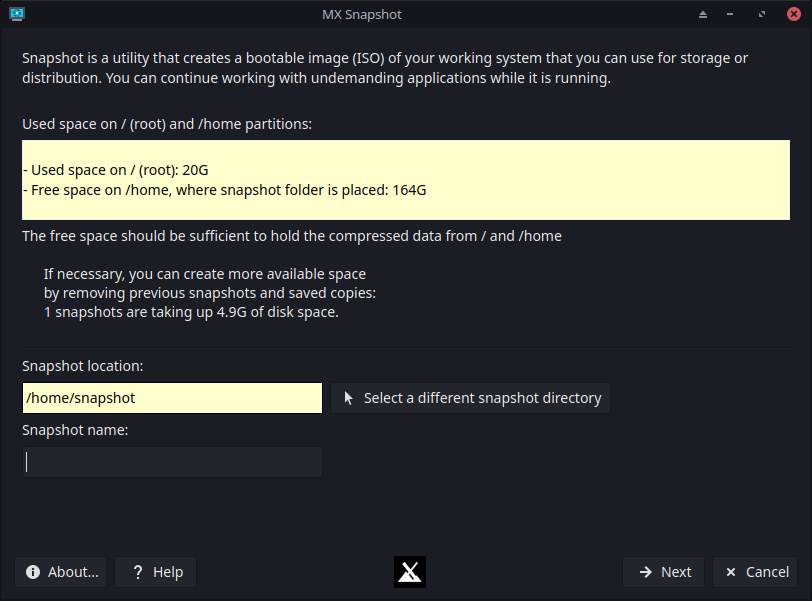 MX Snapshot
Snapshot is a utility that creates a bootable image (ISO) of your working system that you can use for storage or
distribution. You can continue working with undemanding applications while it is running.
Used space on / (root) and /home partitions:
- Used space on / (root): 20G
- Free space on /home, where snapshot folder is placed: 164G
The free space should be sufficient to hold the compressed data from / and /home
If necessary, you can create more available space
by removing previous snapshots and saved copies:
1 snapshots are taking up 4.9G of disk space.
Snapshot location:
/home/snapshot
Select a different snapshot directory
Snapshot name:
About...
Help
Next
Cancel